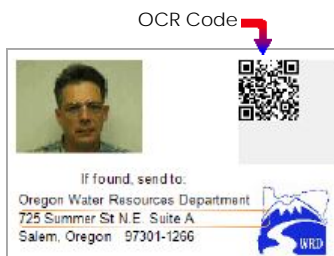 OCR Code
If found, send to:
Oregon Water Resources Department
725 Summer St N.E. Suite A
Salem, Oregon 97301-1266
WRD